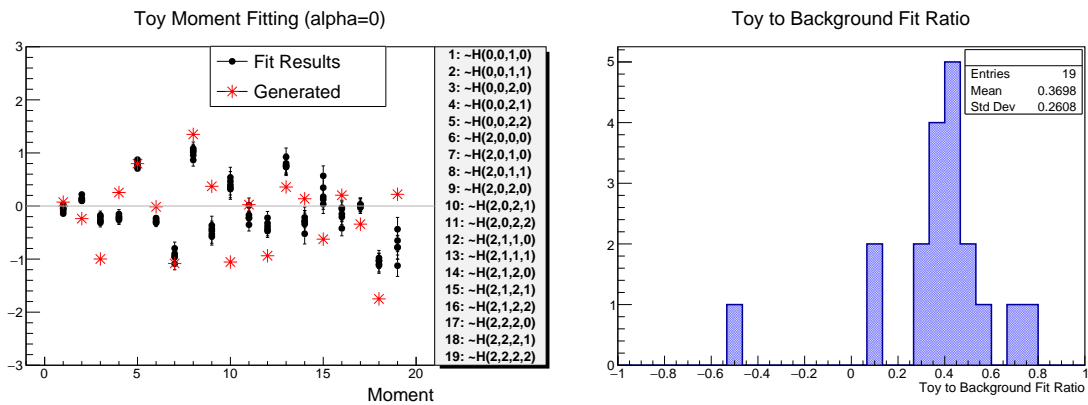 Toy Moment Fitting (alpha=0)
3
2
1
0
−1
−2
−3
Fit Results
Generated
1: ~H(0,0,1,0)
2: ~H(0,0,1,1)
3: ~H(0,0,2,0)
4: ~H(0,0,2,1)
5: ~H(0,0,2,2)
6: ~H(2,0,0,0)
7: ~H(2,0,1,0)
8: ~H(2,0,1,1)
9: ~H(2,0,2,0)
10: ~H(2,0,2,1)
11: ~H(2,0,2,2)
12: ~H(2,1,1,0)
13: ~H(2,1,1,1)
14: ~H(2,1,2,0)
15: ~H(2,1,2,1)
16: ~H(2,1,2,2)
17: ~H(2,2,2,0)
18: ~H(2,2,2,1)
19: ~H(2,2,2,2)
0 5 10 15 20
Moment
Toy to Background Fit Ratio
Entries 19
Mean 0.3698
Std Dev 0.2608
5
4
3
2
1
0
−1 −0.8 −0.6 −0.4 −0.2 0 0.2 0.4 0.6 0.8 1
Toy to Background Fit Ratio